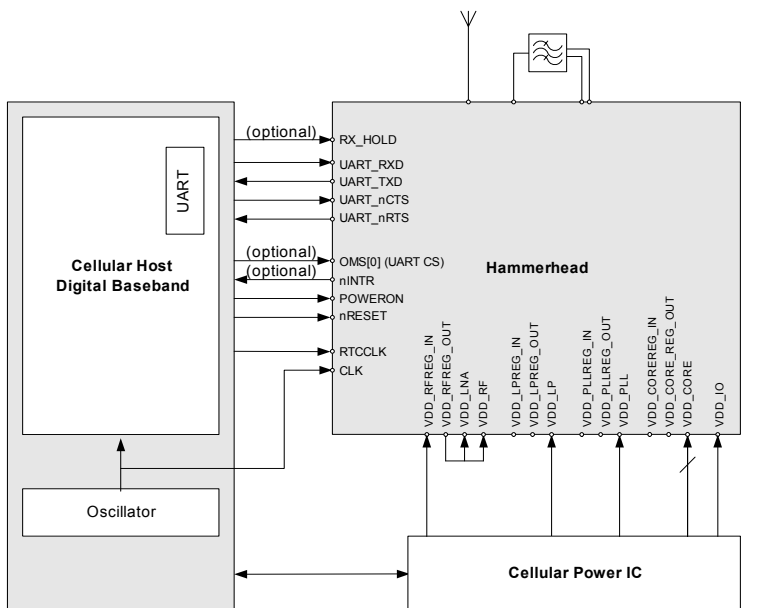 (optional)
RX_HOLD
UART_RXD
UART_TXD
UART_nCTS
UART_nRTS
UART
Cellular Host
Digital Baseband
(optional)
OMS[0] (UART CS)
(optional)
nINTR
POWERON
nRESET
RTCCLK
CLK
Hammerhead
VDD_RFREG_IN
VDD_RFREG_OUT
VDD_LNA
VDD_RF
VDD_LPREG_IN
VDD_LPREG_OUT
VDD_LP
VDD_PLLREG_IN
VDD_PLLREG_OUT
VDD_PLL
VDD_COREREG_IN
VDD_CORE_REG_OUT
VDD_CORE
VDD_IO
Oscillator
Cellular Power IC